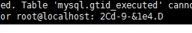 ed. Table 'mysql.gtid_executed' canno
or root@localhost: 2Cd-9-&1e4.D